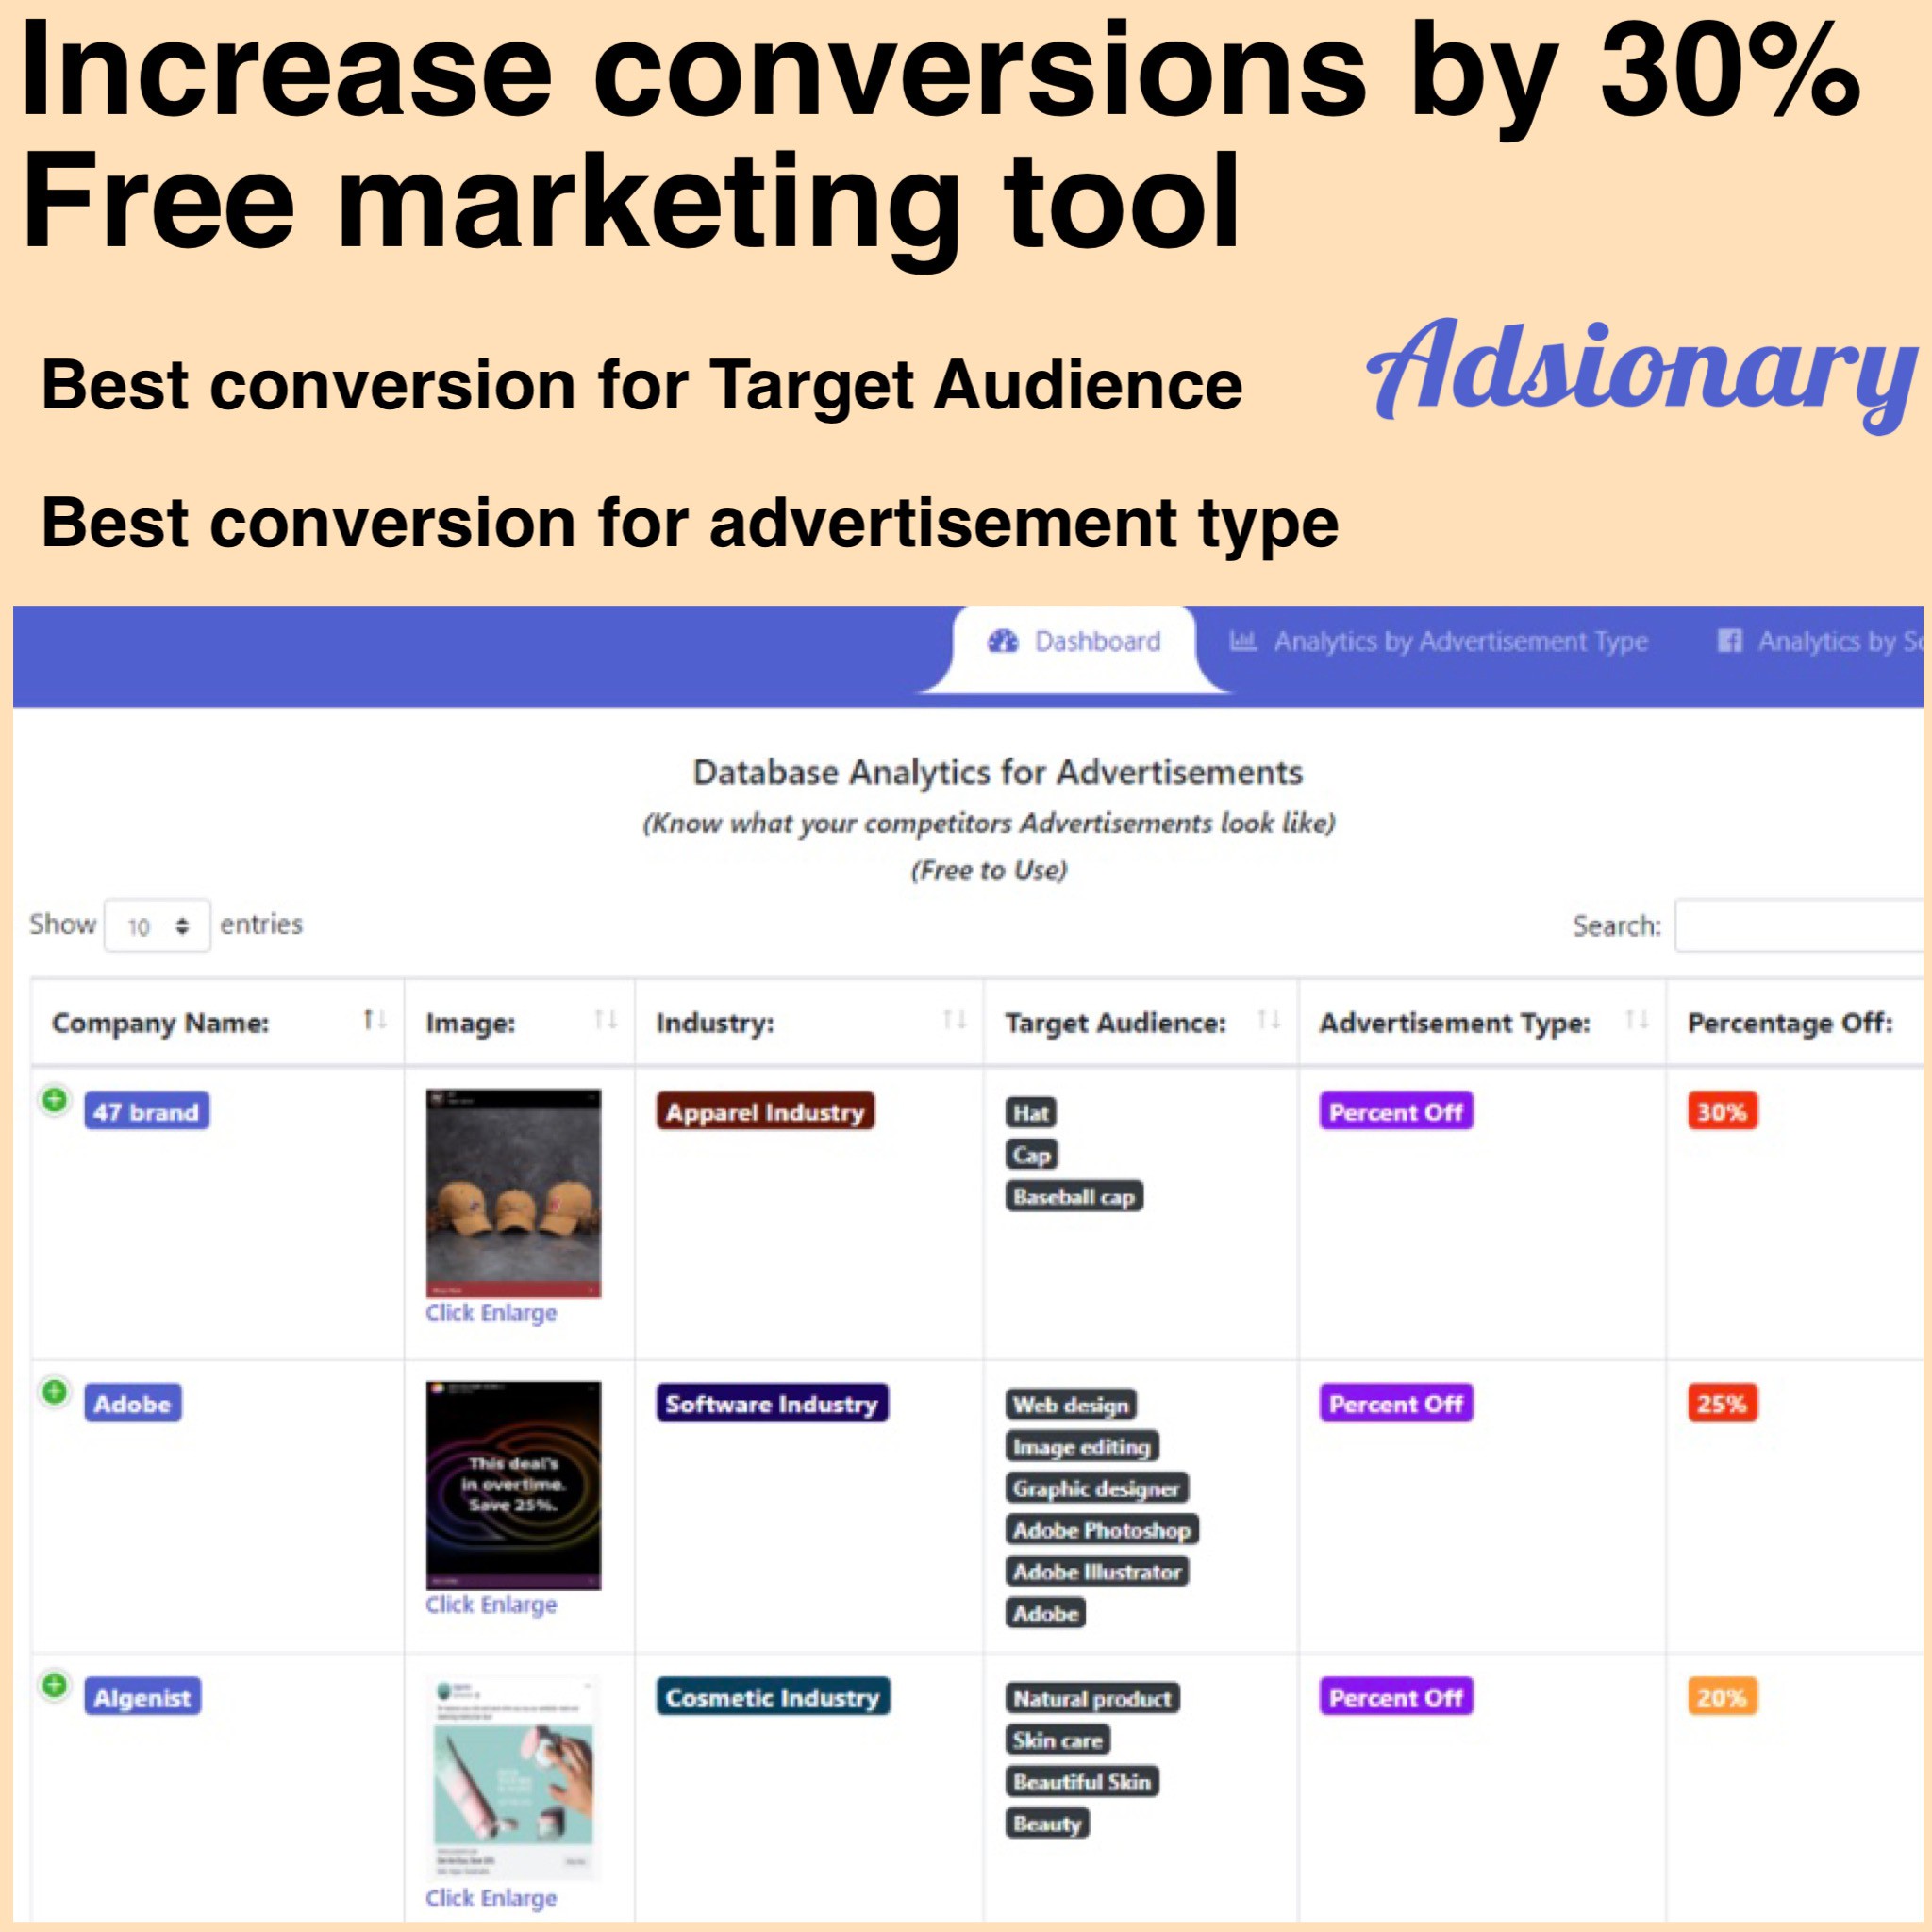 Increase conversions by 30%
Free marketing tool
Best conversion for Target Audience
Adsionary
Best conversion for advertisement type
Dashboard
Analytics by Advertisement Type
Analytics by
Database Analytics for Advertisements
(Know what your competitors Advertisements look like)
(Free to Use)
Show 10 entries
Search:
Company Name: Image: Industry: Target Audience: Advertisement Type: Percentage Off:
47 brand
Click Enlarge
Apparel Industry
Hat
Cap
Baseball cap
Percent Off
30%
Adobe
This deal's
in overtime.
Save 25%.
Click Enlarge
Software Industry
Web design
Image editing
Graphic designer
Adobe Photoshop
Adobe Illustrator
Adobe
Percent Off
25%
Algenist
Click Enlarge
Cosmetic Industry
Natural product
Skin care
Beautiful Skin
Beauty
Percent Off
20%